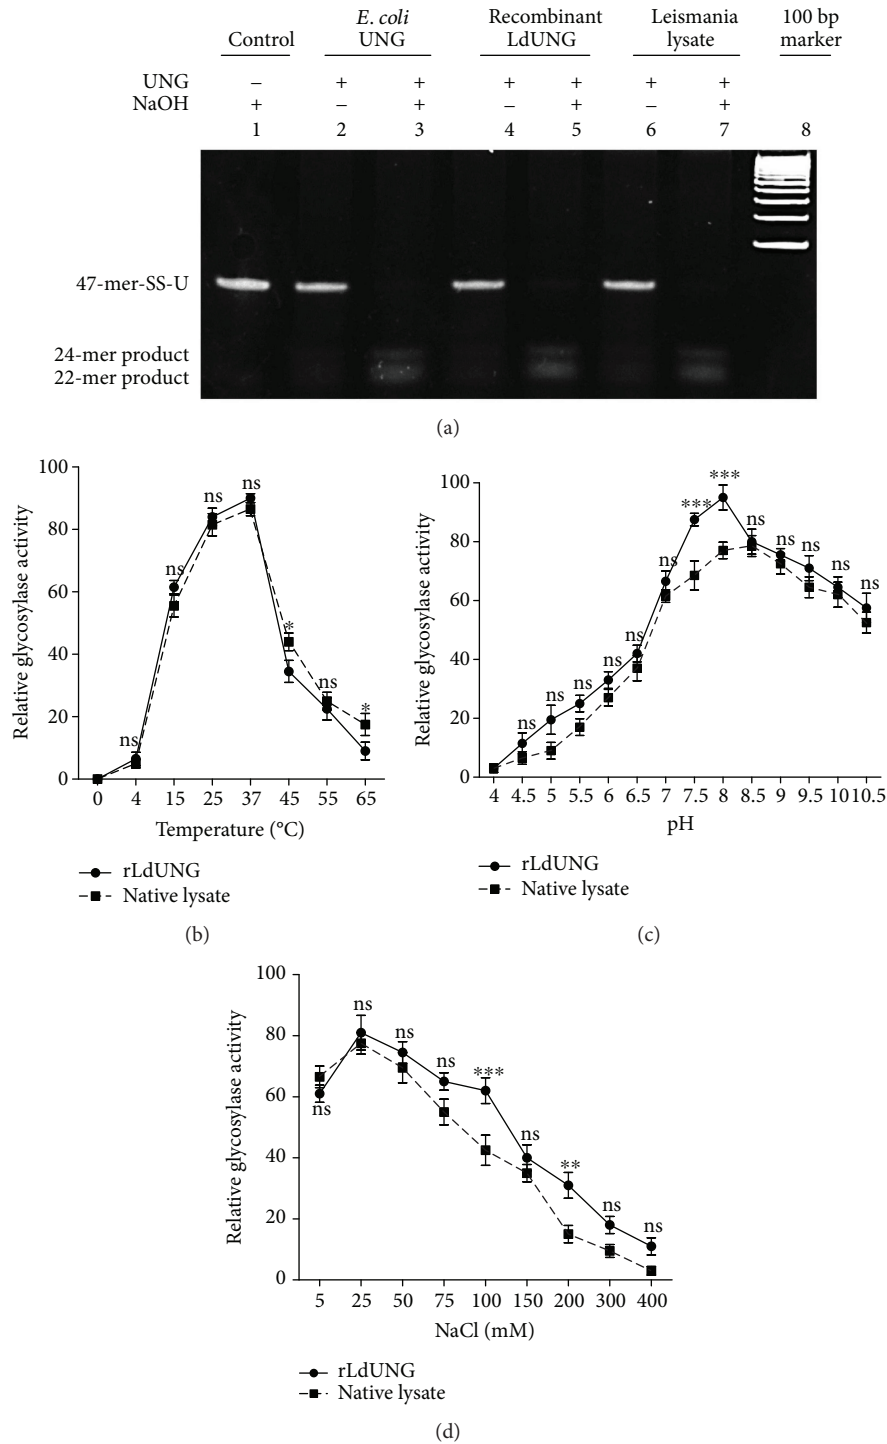 E. coli Recombinant Leismania 100 bp
Control UNG LdUNG lysate marker
UNG – + + + + + +
NaOH + – + – + – +
1 2 3 4 5 6 7 8
47-mer-SS-U
24-mer product
22-mer product
(a)
Relative glycosylase activity
100
80
60
40
20
0
ns
ns
ns
ns
*
ns
*
0 4 15 25 37 45 55 65
Temperature (°C)
rLdUNG
Native lysate
(b)
Relative glycosylase activity
100
80
60
40
20
0
ns
ns
ns
ns
ns
ns
***
***
ns
ns
ns
ns
ns
4 4.5 5 5.5 6 6.5 7 7.5 8 8.5 9 9.5 10 10.5
pH
rLdUNG
Native lysate
(c)
Relative glycosylase activity
100
80
60
40
20
0
ns
ns
ns
ns
***
ns
**
ns
ns
5 25 50 75 100 150 200 300 400
NaCl (mM)
rLdUNG
Native lysate
(d)